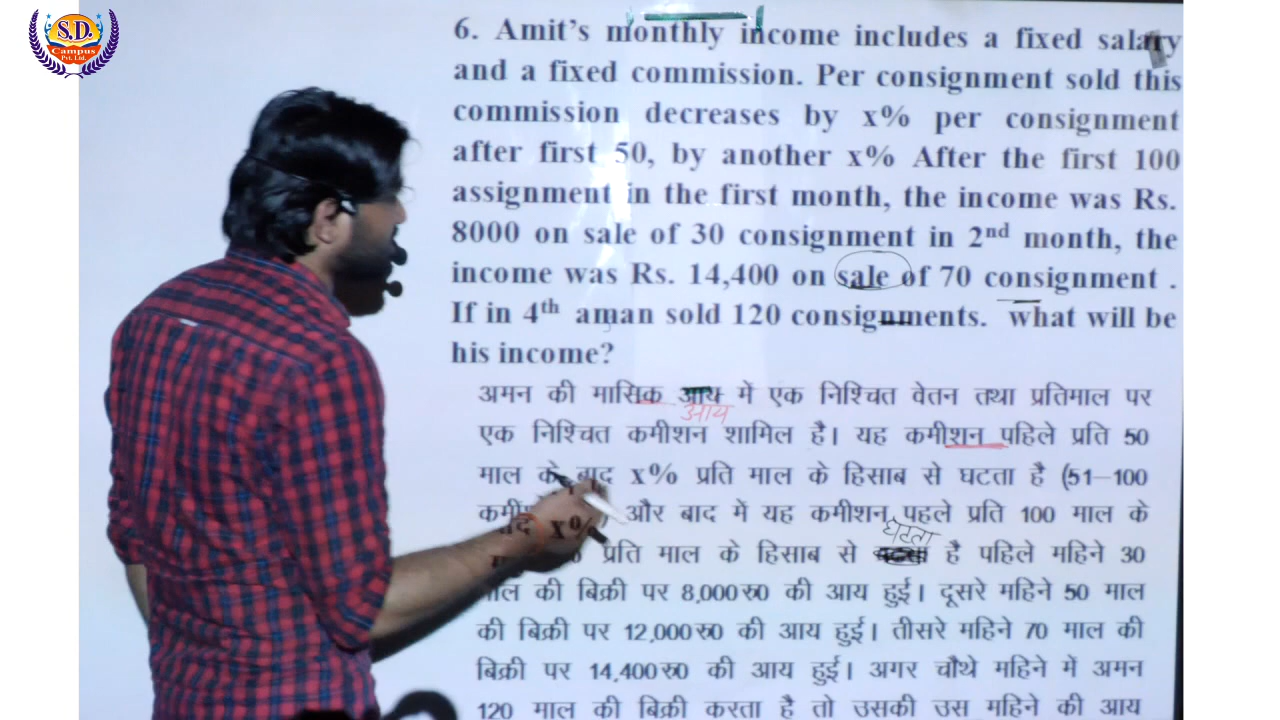 S.D.
Campus
Pvt. Ltd.
6. Amit's monthly income includes a fixed salary
and a fixed commission. Per consignment sold this
commission decreases by x% per consignment
after first 50, by another x% After the first 100
assignment in the first month, the income was Rs.
8000 on sale of 30 consignment in 2nd month, the
income was Rs. 14,400 on sale of 70 consignment .
If in 4th aman sold 120 consignments. what will be
his income?
अमन की मासिक आय में एक निश्चित वेतन तथा प्रतिमाल पर
आय
एक निश्चित कमीशन शामिल है। यह कमीशन पहिले प्रति 50
माल के बाद x% प्रति माल के हिसाब से घटता है (51–100
और बाद में यह कमीशन पहले प्रति 100 माल के
घटता
x% प्रति माल के हिसाब से है पहिले महिने 30
माल की बिक्री पर 8,000रु0 की आय हुई। दूसरे महिने 50 माल
की बिक्री पर 12,000रु0 की आय हुई। तीसरे महिने 70 माल की
बिक्री पर 14,400रु0 की आय हुई। अगर चौथे महिने में अमन
120 माल की बिक्री करता है तो उसकी उस महिने की आय